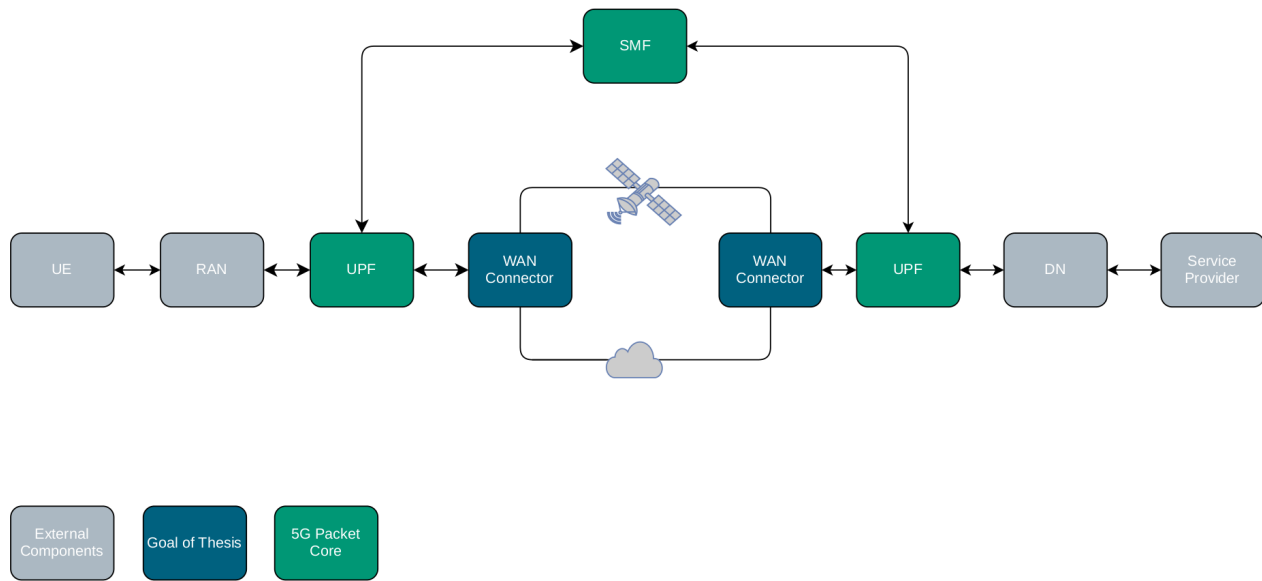 SMF
UE
RAN
UPF
WAN
Connector
WAN
Connector
UPF
DN
Service
Provider
External
Components
Goal of Thesis
5G Packet
Core